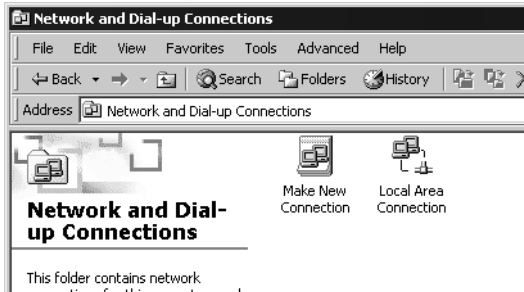 Network and Dial-up Connections
File Edit View Favorites Tools Advanced Help
Back Search Folders History
Address Network and Dial-up Connections
Make New Connection
Local Area Connection
Network and Dial-
up Connections
This folder contains network